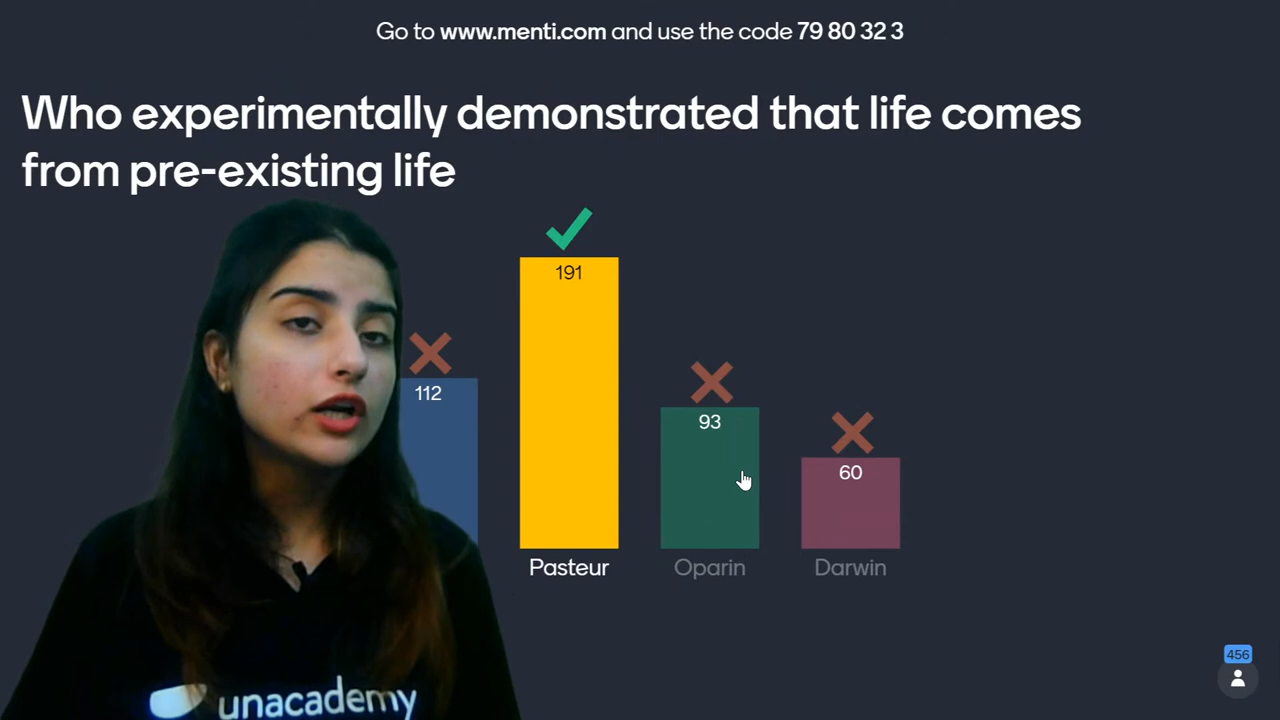 Go to www.menti.com and use the code 79 80 32 3
Who experimentally demonstrated that life comes
from pre-existing life
191
112
93
60
Pasteur Oparin Darwin
456
unacademy